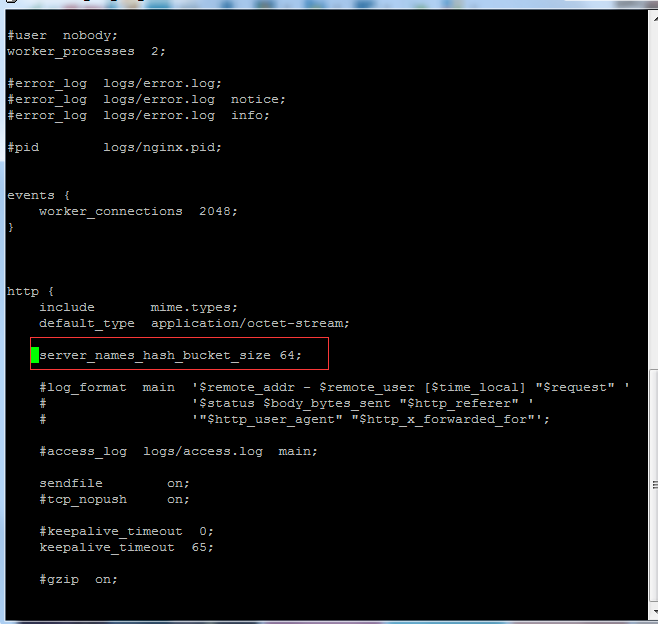 #user  nobody;
worker_processes  2;
#error_log  logs/error.log;
#error_log  logs/error.log  notice;
#error_log  logs/error.log  info;
#pid        logs/nginx.pid;
events {
    worker_connections  2048;
}
http {
    include       mime.types;
    default_type  application/octet-stream;
    server_names_hash_bucket_size 64;
    #log_format  main  '$remote_addr - $remote_user [$time_local] "$request" '
    #                  '$status $body_bytes_sent "$http_referer" '
    #                  '"$http_user_agent" "$http_x_forwarded_for"';
    #access_log  logs/access.log  main;
    sendfile        on;
    #tcp_nopush     on;
    #keepalive_timeout  0;
    keepalive_timeout  65;
    #gzip  on;